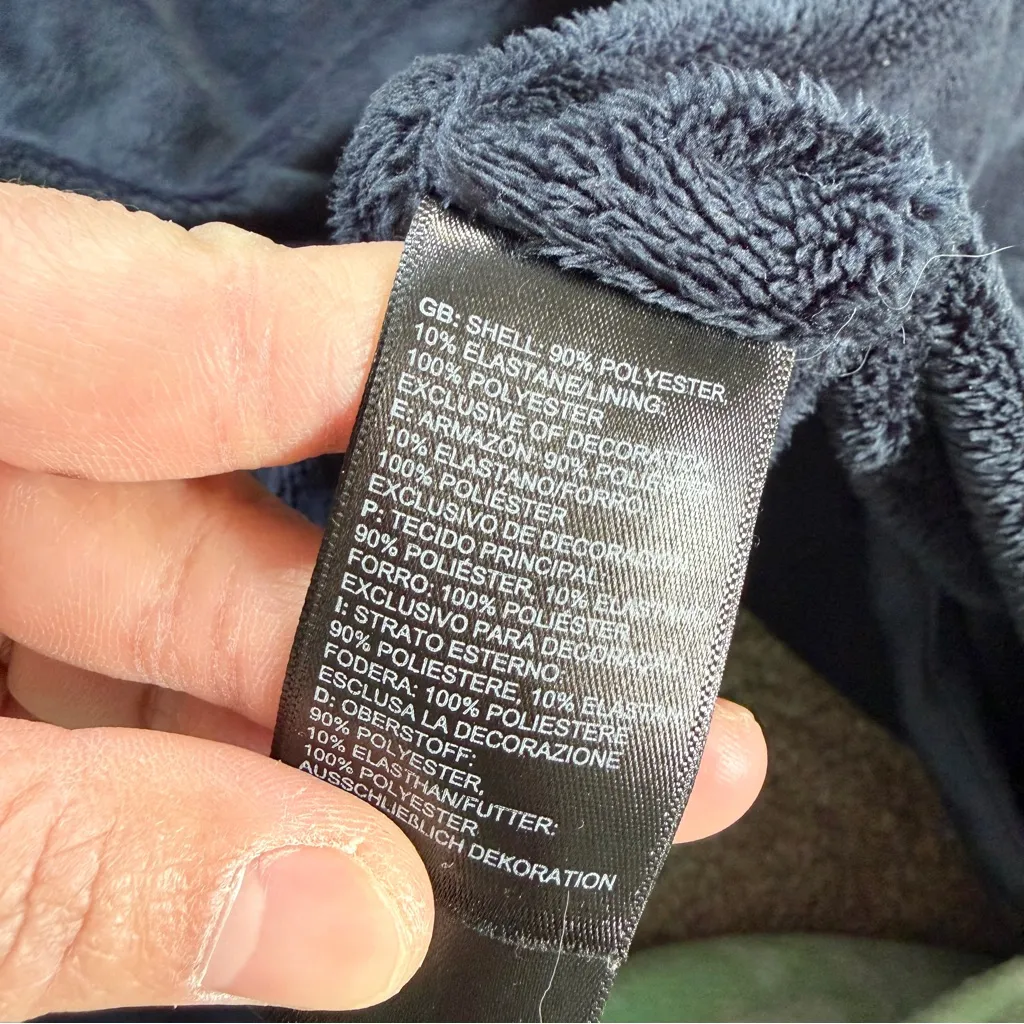 GB: SHELL: 90% POLYESTER
10% ELASTANE/LINING:
100% POLYESTER
EXCLUSIVE OF DECORATION
E: ARMAZÓN: 90% POLIÉSTER
10% ELASTANO/FORRO:
100% POLIÉSTER
EXCLUSIVO DE DECORACIÓN
P: TECIDO PRINCIPAL:
90% POLIÉSTER, 10% ELASTANO
FORRO: 100% POLIÉSTER
EXCLUSIVO PARA DECORAÇÃO
I: STRATO ESTERNO:
90% POLIESTERE, 10% ELASTAN
FODERA: 100% POLIESTERE
ESCLUSA LA DECORAZIONE
D: OBERSTOFF:
90% POLYESTER,
10% ELASTHAN/FUTTER:
100% POLYESTER
AUSSCHLIEßLICH DEKORATION